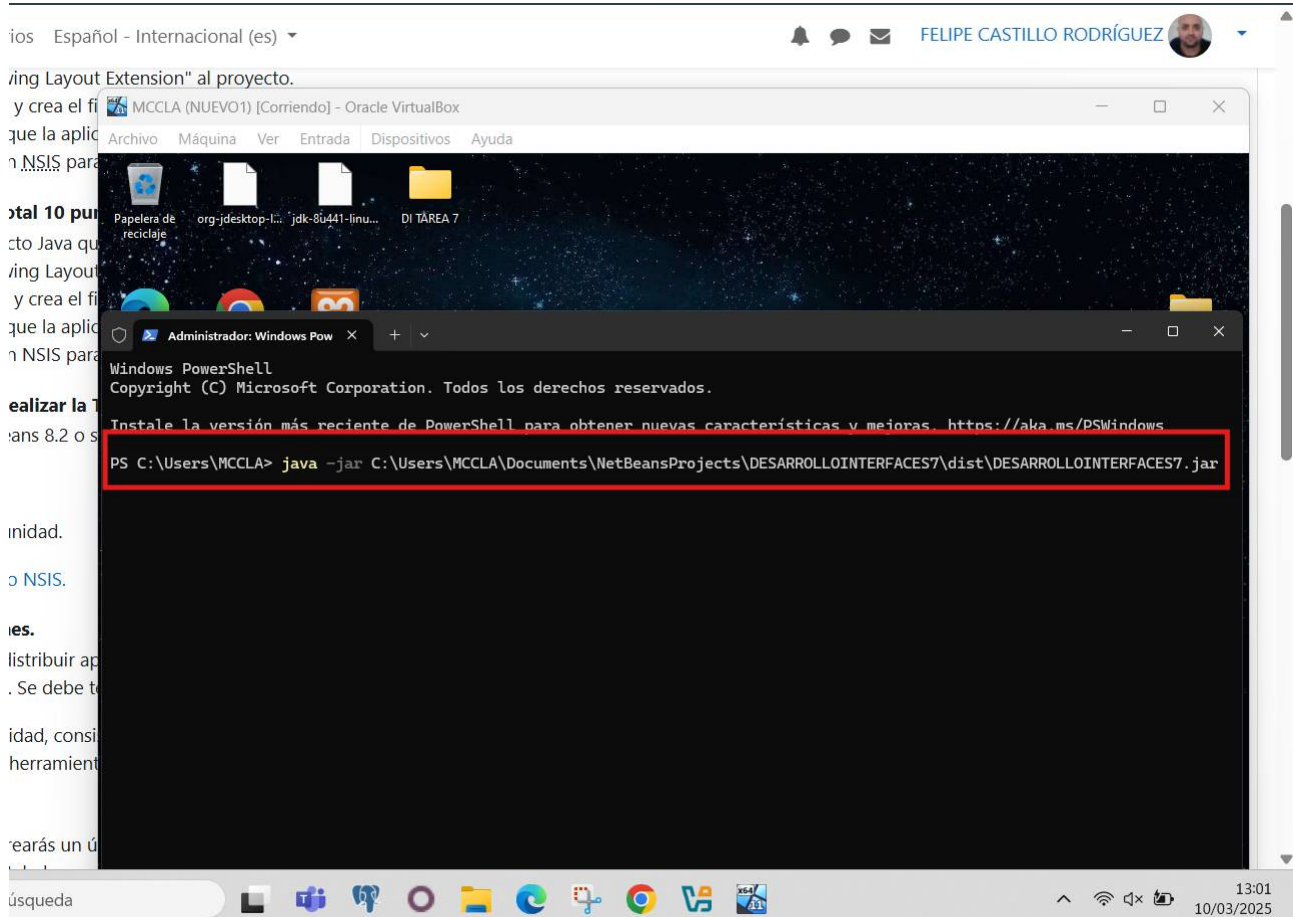 ios Español - Internacional (es)
FELIPE CASTILLO RODRÍGUEZ
ving Layout Extension" al proyecto.
y crea el fi
MCCLA (NUEVO1) [Corriendo] - Oracle VirtualBox
que la aplic
Archivo Máquina Ver Entrada Dispositivos Ayuda
n NSIS para
otal 10 pun
Papelera de reciclaje
org-jdesktop-l...
jdk-8u441-linu...
DI TAREA 7
cto Java qu
ving Layout
y crea el fi
que la aplic
n NSIS para
Administrador: Windows Pow
Windows PowerShell
Copyright (C) Microsoft Corporation. Todos los derechos reservados.
ealizar la T
eans 8.2 o s
Instale la versión más reciente de PowerShell para obtener nuevas características y mejoras. https://aka.ms/PSWindows
PS C:\Users\MCCLA> java -jar C:\Users\MCCLA\Documents\NetBeansProjects\DESARROLLOINTERFACES7\dist\DESARROLLOINTERFACES7.jar
unidad.
o NSIS.
nes.
distribuir ap
. Se debe te
idad, consi
herramient
rearás un ú
úsqueda
13:01
10/03/2025